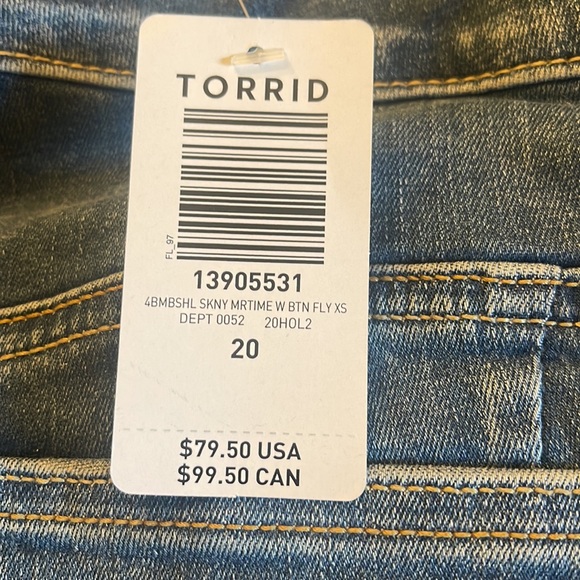 TORRID
FL_97
13905531
4BMBSHL SKNY MRTIME W BTN FLY XS
DEPT 0052 20HOL2
20
$79.50 USA
$99.50 CAN